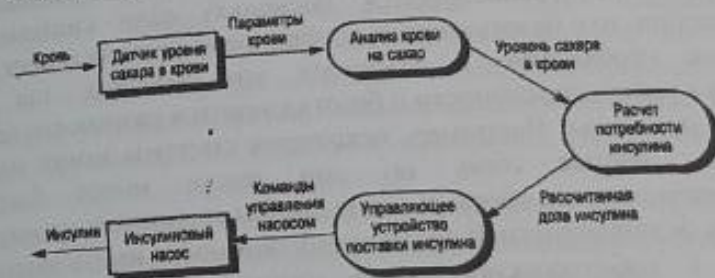 Кровь
Датчик уровня
сахара в крови
Параметры
крови
Анализ крови
на сахар
Уровень сахара
в крови
Расчет
потребности
инсулина
Рассчитанная
доза инсулина
Управляющее
устройство
поставки инсулина
Команды
управления
насосом
Инсулиновый
насос
Инсулин